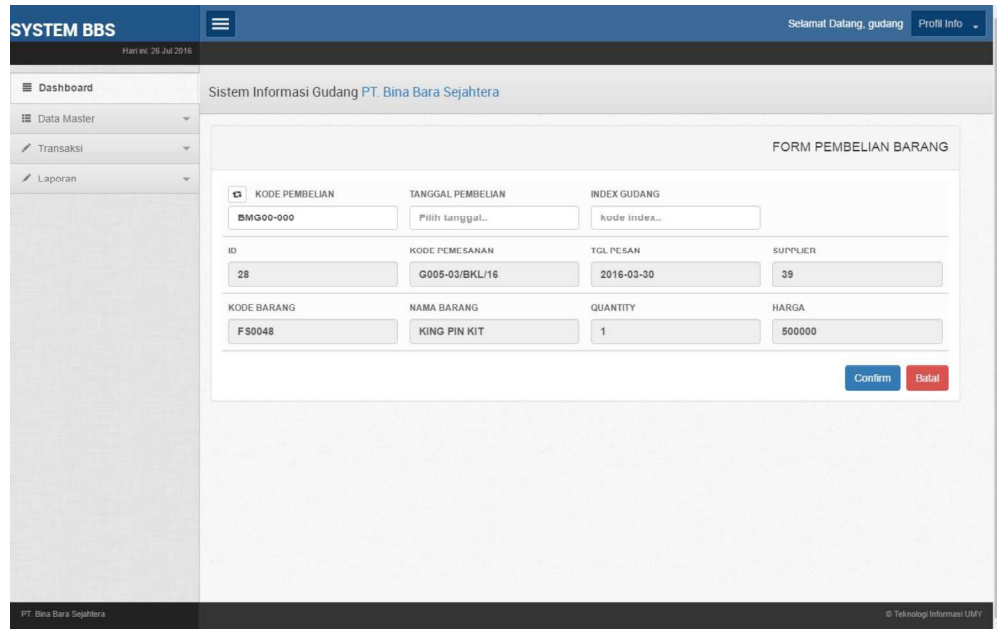 SYSTEM BBS
Selamat Datang, gudang
Profil Info
Hari ini: 26 Jul 2016
Dashboard
Data Master
Transaksi
Laporan
Sistem Informasi Gudang PT. Bina Bara Sejahtera
FORM PEMBELIAN BARANG
KODE PEMBELIAN TANGGAL PEMBELIAN INDEX GUDANG
BMG00-000 Pilih tanggal.. kode index..
ID KODE PEMESANAN TGL PESAN SUPPLIER
28 G005-03/BKL/16 2016-03-30 39
KODE BARANG NAMA BARANG QUANTITY HARGA
FS0048 KING PIN KIT 1 500000
Confirm Batal
PT. Bina Bara Sejahtera
© Teknologi Informasi UMY